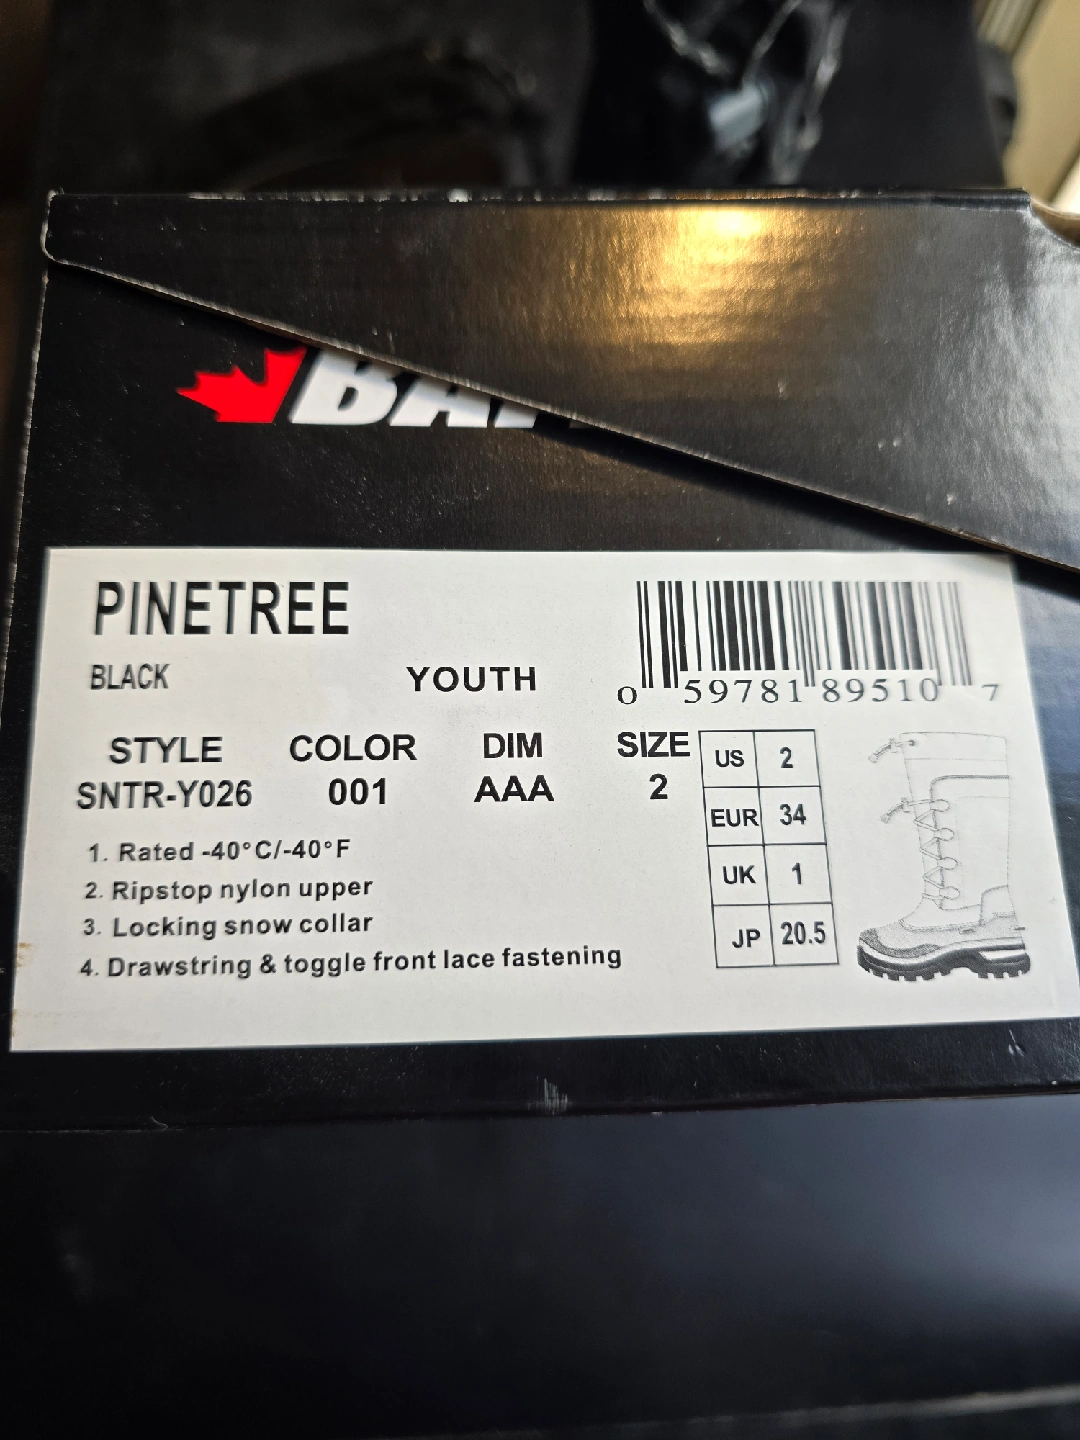 BAF
PINETREE
BLACK YOUTH
0 59781 89510 7
STYLE COLOR DIM SIZE
SNTR-Y026 001 AAA 2
US 2
EUR 34
UK 1
JP 20.5
1. Rated -40°C/-40°F
2. Ripstop nylon upper
3. Locking snow collar
4. Drawstring & toggle front lace fastening